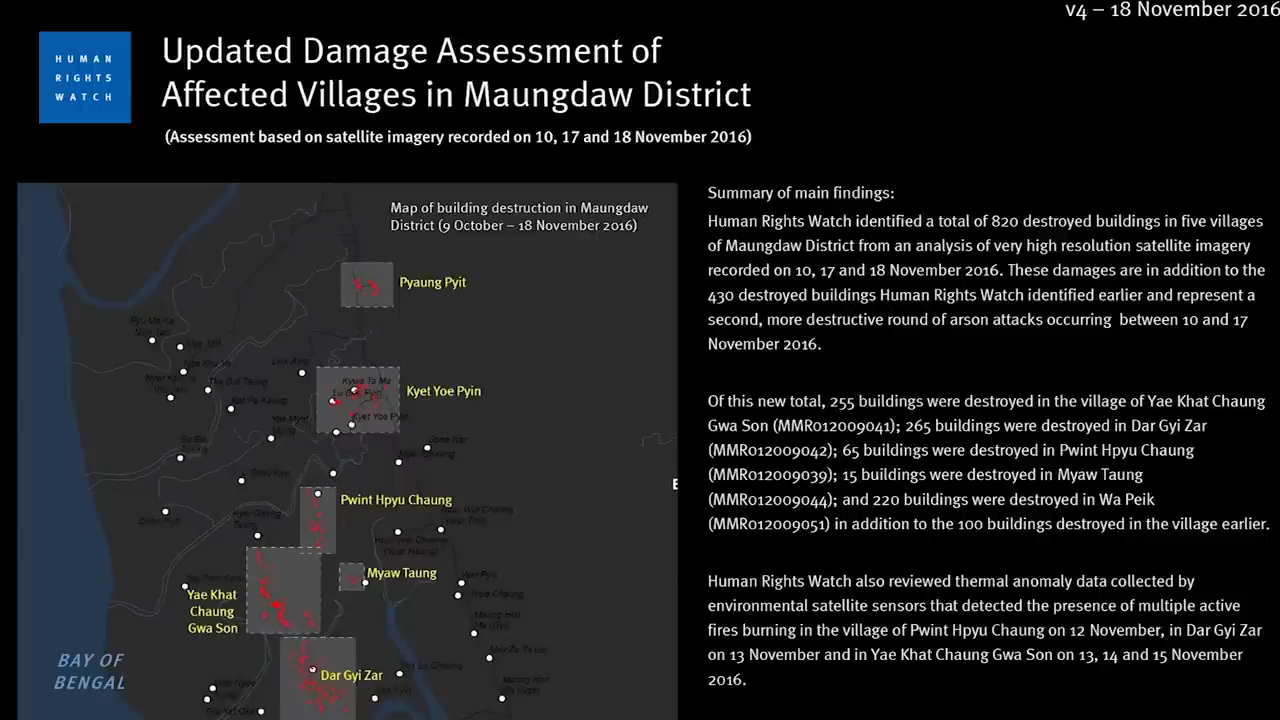 v4 – 18 November 2016
HUMAN
RIGHTS
WATCH
Updated Damage Assessment of
Affected Villages in Maungdaw District
(Assessment based on satellite imagery recorded on 10, 17 and 18 November 2016)
Map of building destruction in Maungdaw
District (9 October – 18 November 2016)
Pyaung Pyit
Kyet Yoe Pyin
Kyet Yoe Pyin
Pwint Hpyu Chaung
Myaw Taung
Yae Khat
Chaung
Gwa Son
Dar Gyi Zar
BAY OF
BENGAL
Summary of main findings:
Human Rights Watch identified a total of 820 destroyed buildings in five villages
of Maungdaw District from an analysis of very high resolution satellite imagery
recorded on 10, 17 and 18 November 2016. These damages are in addition to the
430 destroyed buildings Human Rights Watch identified earlier and represent a
second, more destructive round of arson attacks occurring between 10 and 17
November 2016.
Of this new total, 255 buildings were destroyed in the village of Yae Khat Chaung
Gwa Son (MMR012009041); 265 buildings were destroyed in Dar Gyi Zar
(MMR012009042); 65 buildings were destroyed in Pwint Hpyu Chaung
(MMR012009039); 15 buildings were destroyed in Myaw Taung
(MMR012009044); and 220 buildings were destroyed in Wa Peik
(MMR012009051) in addition to the 100 buildings destroyed in the village earlier.
Human Rights Watch also reviewed thermal anomaly data collected by
environmental satellite sensors that detected the presence of multiple active
fires burning in the village of Pwint Hpyu Chaung on 12 November, in Dar Gyi Zar
on 13 November and in Yae Khat Chaung Gwa Son on 13, 14 and 15 November
2016.